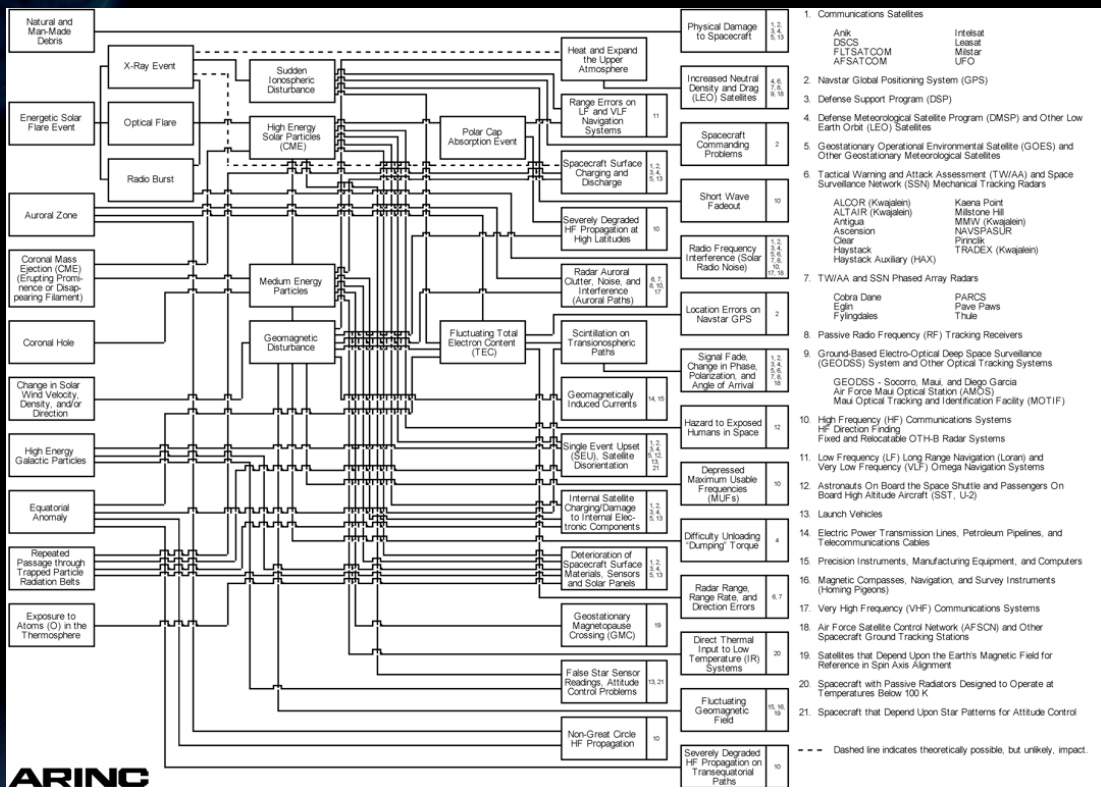 Natural and
Man-Made
Debris
Energetic Solar
Flare Event
Auroral Zone
Coronal Mass
Ejection (CME)
(Erupting Promi-
nence or Disap-
pearing Filament)
Coronal Hole
Change in Solar
Wind Velocity,
Density, and/or
Direction
High Energy
Galactic Particles
Equatorial
Anomaly
Repeated
Passage through
Trapped Particle
Radiation Belts
Exposure to
Atoms (O) in the
Thermosphere
X-Ray Event
Optical Flare
Radio Burst
Sudden
Ionospheric
Disturbance
High Energy
Solar Particles
(CME)
Medium Energy
Particles
Geomagnetic
Disturbance
Polar Cap
Absorption Event
Fluctuating Total
Electron Content
(TEC)
Heat and Expand
the Upper
Atmosphere
Range Errors on
LF and VLF
Navigation
Systems
11
Spacecraft Surface
Charging and
Discharge
1, 2,
3, 4,
5, 13
Severely Degraded
HF Propagation at
High Latitudes
10
Radar Auroral
Clutter, Noise, and
Interference
(Auroral Paths)
6, 7,
8, 10,
17
Scintillation on
Transionospheric
Paths
Geomagnetically
Induced Currents
14, 15
Single Event Upset
(SEU), Satellite
Disorientation
1, 2,
3, 4,
5, 12,
13,
21
Internal Satellite
Charging/Damage
to Internal Elec-
tronic Components
1, 2,
3, 4,
5, 13
Deterioration of
Spacecraft Surface
Materials, Sensors
and Solar Panels
1, 2,
3, 4,
5, 13
Geostationary
Magnetopause
Crossing (GMC)
19
False Star Sensor
Readings, Attitude
Control Problems
13, 21
Non-Great Circle
HF Propagation
10
Physical Damage
to Spacecraft
1, 2,
3, 4,
5, 13
Increased Neutral
Density and Drag
(LEO) Satellites
4, 6,
7, 8,
9, 18
Spacecraft
Commanding
Problems
2
Short Wave
Fadeout
10
Radio Frequency
Interference (Solar
Radio Noise)
1, 2,
3, 4,
5, 6,
7, 8,
10,
17, 18
Location Errors on
Navstar GPS
2
Signal Fade,
Change in Phase,
Polarization, and
Angle of Arrival
1, 2,
3, 4,
5, 6,
7, 8,
18
Hazard to Exposed
Humans in Space
12
Depressed
Maximum Usable
Frequencies
(MUFs)
10
Difficulty Unloading
"Dumping" Torque
4
Radar Range,
Range Rate, and
Direction Errors
6, 7
Direct Thermal
Input to Low
Temperature (IR)
Systems
20
Fluctuating
Geomagnetic
Field
15, 16,
19
Severely Degraded
HF Propagation on
Transequatorial
Paths
10
1. Communications Satellites
Anik Intelsat
DSCS Leasat
FLTSATCOM Milstar
AFSATCOM UFO
2. Navstar Global Positioning System (GPS)
3. Defense Support Program (DSP)
4. Defense Meteorological Satellite Program (DMSP) and Other Low
Earth Orbit (LEO) Satellites
5. Geostationary Operational Environmental Satellite (GOES) and
Other Geostationary Meteorological Satellites
6. Tactical Warning and Attack Assessment (TW/AA) and Space
Surveillance Network (SSN) Mechanical Tracking Radars
ALCOR (Kwajalein) Kaena Point
ALTAIR (Kwajalein) Millstone Hill
Antigua MMW (Kwajalein)
Ascension NAVSPASUR
Clear Pirinclik
Haystack TRADEX (Kwajalein)
Haystack Auxiliary (HAX)
7. TW/AA and SSN Phased Array Radars
Cobra Dane PARCS
Eglin Pave Paws
Fylingdales Thule
8. Passive Radio Frequency (RF) Tracking Receivers
9. Ground-Based Electro-Optical Deep Space Surveillance
(GEODSS) System and Other Optical Tracking Systems
GEODSS - Socorro, Maui, and Diego Garcia
Air Force Maui Optical Station (AMOS)
Maui Optical Tracking and Identification Facility (MOTIF)
10. High Frequency (HF) Communications Systems
HF Direction Finding
Fixed and Relocatable OTH-B Radar Systems
11. Low Frequency (LF) Long Range Navigation (Loran) and
Very Low Frequency (VLF) Omega Navigation Systems
12. Astronauts On Board the Space Shuttle and Passengers On
Board High Altitude Aircraft (SST, U-2)
13. Launch Vehicles
14. Electric Power Transmission Lines, Petroleum Pipelines, and
Telecommunications Cables
15. Precision Instruments, Manufacturing Equipment, and Computers
16. Magnetic Compasses, Navigation, and Survey Instruments
(Homing Pigeons)
17. Very High Frequency (VHF) Communications Systems
18. Air Force Satellite Control Network (AFSCN) and Other
Spacecraft Ground Tracking Stations
19. Satellites that Depend Upon the Earth's Magnetic Field for
Reference in Spin Axis Alignment
20. Spacecraft with Passive Radiators Designed to Operate at
Temperatures Below 100 K
21. Spacecraft that Depend Upon Star Patterns for Attitude Control
Dashed line indicates theoretically possible, but unlikely, impact.
ARINC